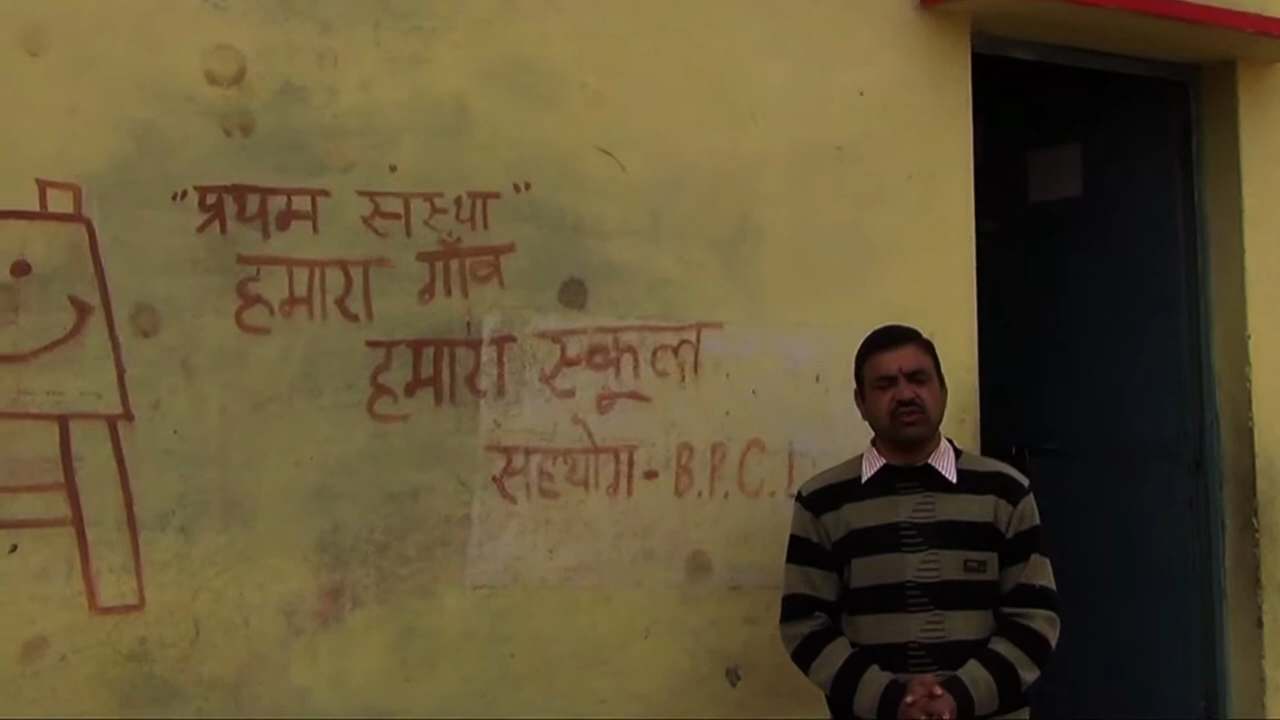 "प्रथम संस्था"
हमारा गाँव
हमारा स्कूल
सहयोग - B.P.C.L